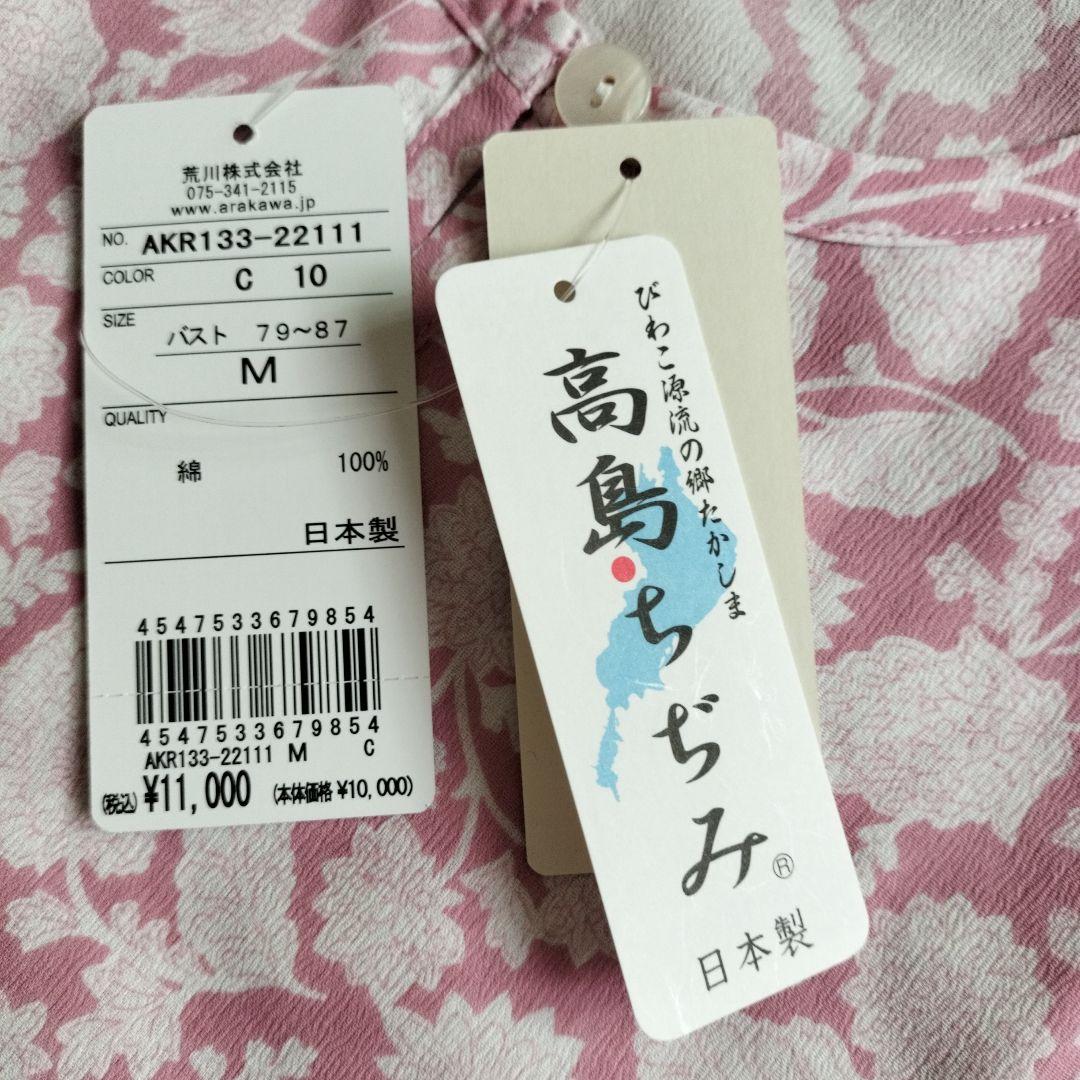 荒川株式会社
075-341-2115
www.arakawa.jp
NO. AKR133-22111
COLOR C 10
SIZE
バスト 79~87
M
QUALITY
綿 100%
日本製
4547533679854
4547533679854
AKR133-22111 M C
(税込)¥11,000 (本体価格¥10,000)
びわこ源流の郷たかしま
高島ちぢみ®
日本製